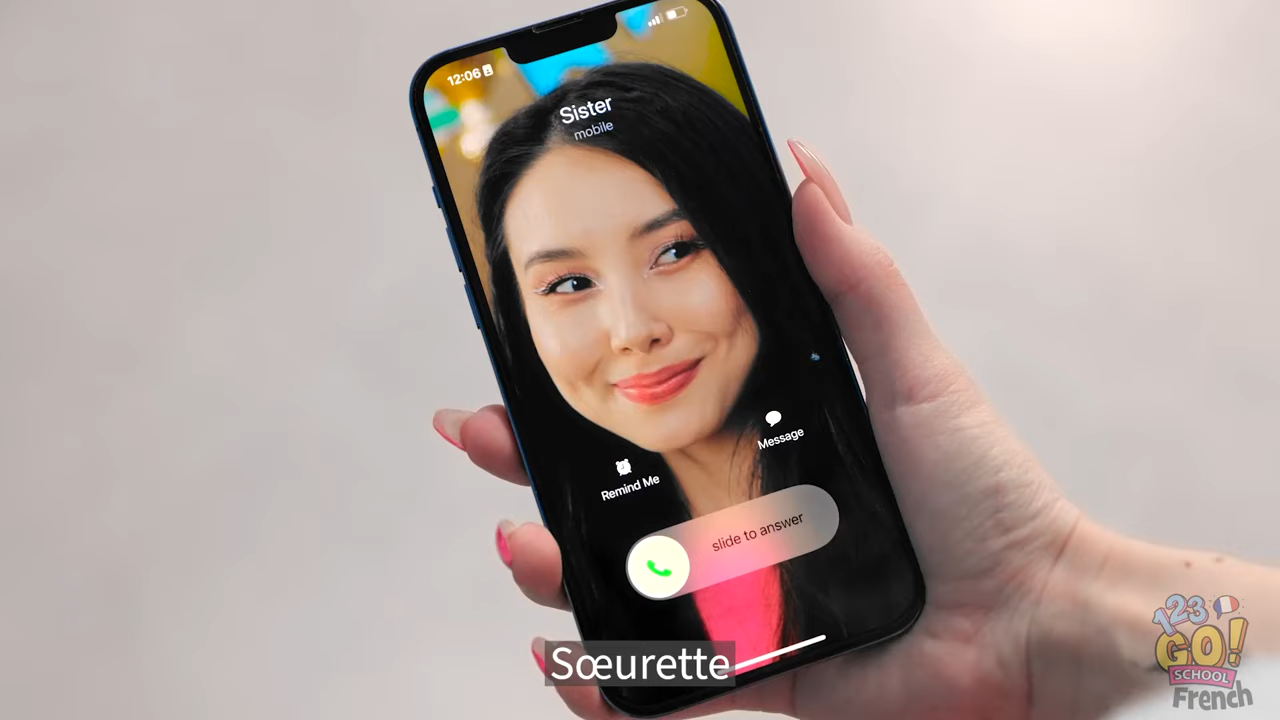 12:06
Sister
mobile
Message
Remind Me
slide to answer
Sœurette
123
GO!
SCHOOL
French